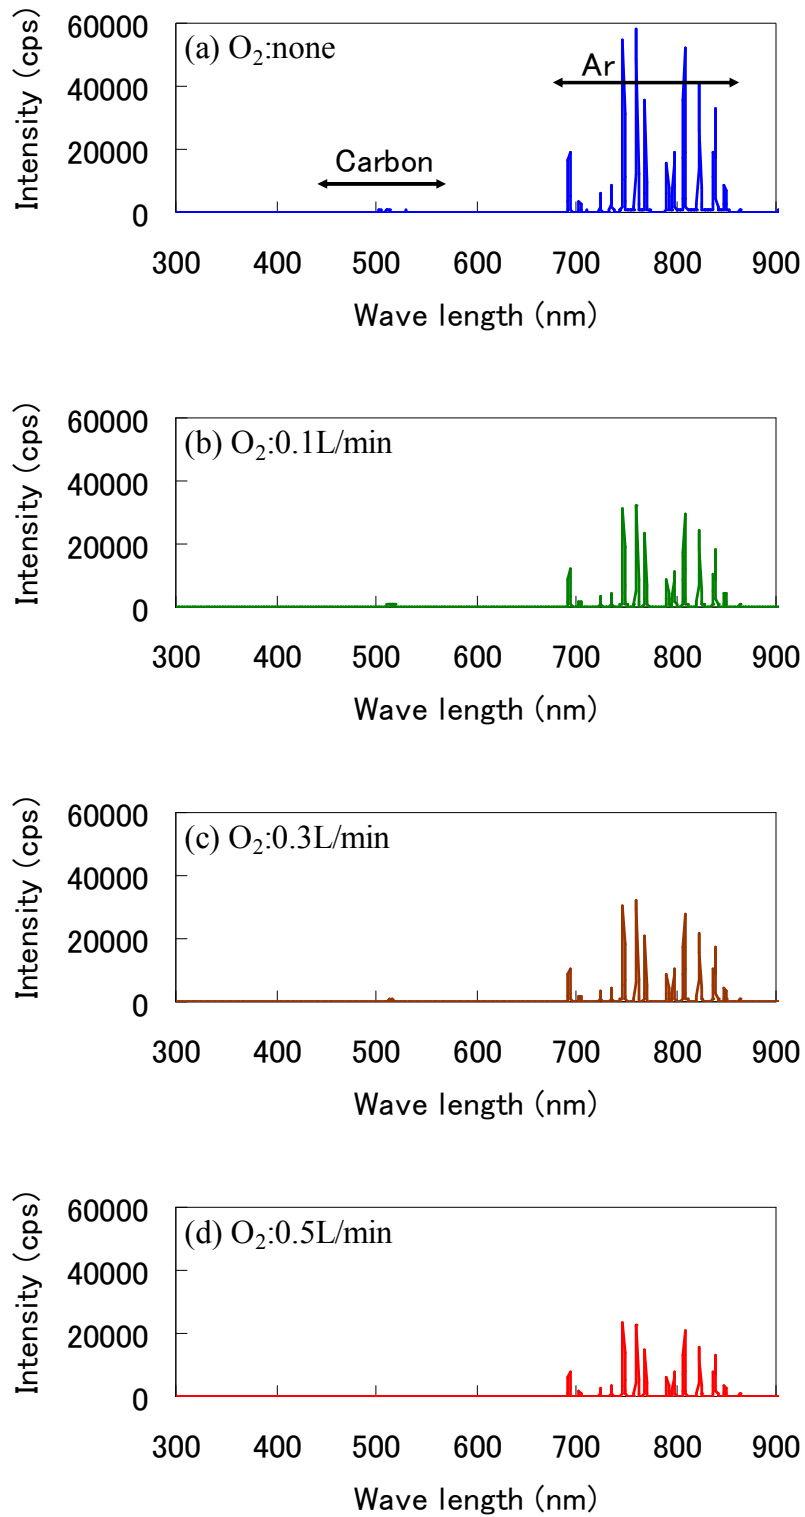 (a) O₂:none
Ar
Carbon
60000
40000
20000
0
Intensity (cps)
300 400 500 600 700 800 900
Wave length (nm)
(b) O₂:0.1L/min
60000
40000
20000
0
Intensity (cps)
300 400 500 600 700 800 900
Wave length (nm)
(c) O₂:0.3L/min
60000
40000
20000
0
Intensity (cps)
300 400 500 600 700 800 900
Wave length (nm)
(d) O₂:0.5L/min
60000
40000
20000
0
Intensity (cps)
300 400 500 600 700 800 900
Wave length (nm)